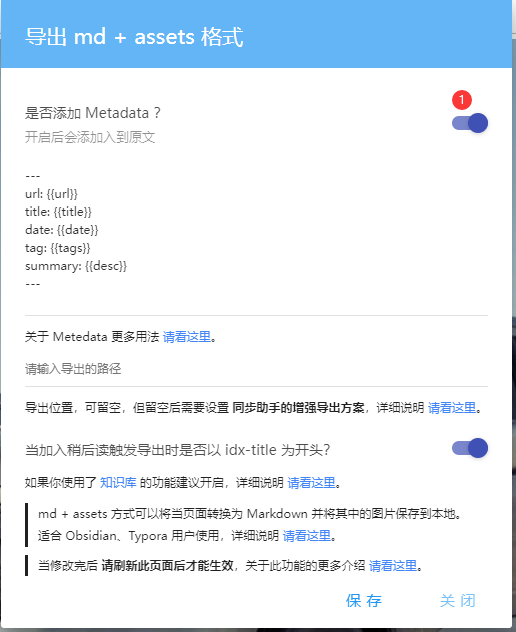 导出 md + assets 格式
1
是否添加 Metadata ?
开启后会添加入到原文
---
url: {{url}}
title: {{title}}
date: {{date}}
tag: {{tags}}
summary: {{desc}}
---
关于 Metedata 更多用法 请看这里。
请输入导出的路径
导出位置，可留空，但留空后需要设置 同步助手的增强导出方案，详细说明 请看这里。
当加入稍后读触发导出时是否以 idx-title 为开头?
如果你使用了 知识库 的功能建议开启，详细说明 请看这里。
md + assets 方式可以将当页面转换为 Markdown 并将其中的图片保存到本地。
适合 Obsidian、Typora 用户使用，详细说明 请看这里。
当修改完后 请刷新此页面后才能生效，关于此功能的更多介绍 请看这里。
保 存 关 闭